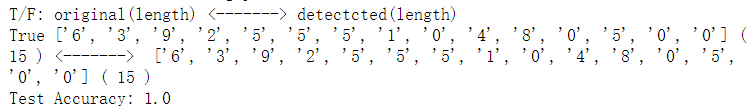 T/F: original(length) <-------> detectcted(length)
True ['6', '3', '9', '2', '5', '5', '5', '1', '0', '4', '8', '0', '5', '0', '0'] (
15 ) <-------> ['6', '3', '9', '2', '5', '5', '5', '1', '0', '4', '8', '0', '5',
'0', '0'] ( 15 )
Test Accuracy: 1.0